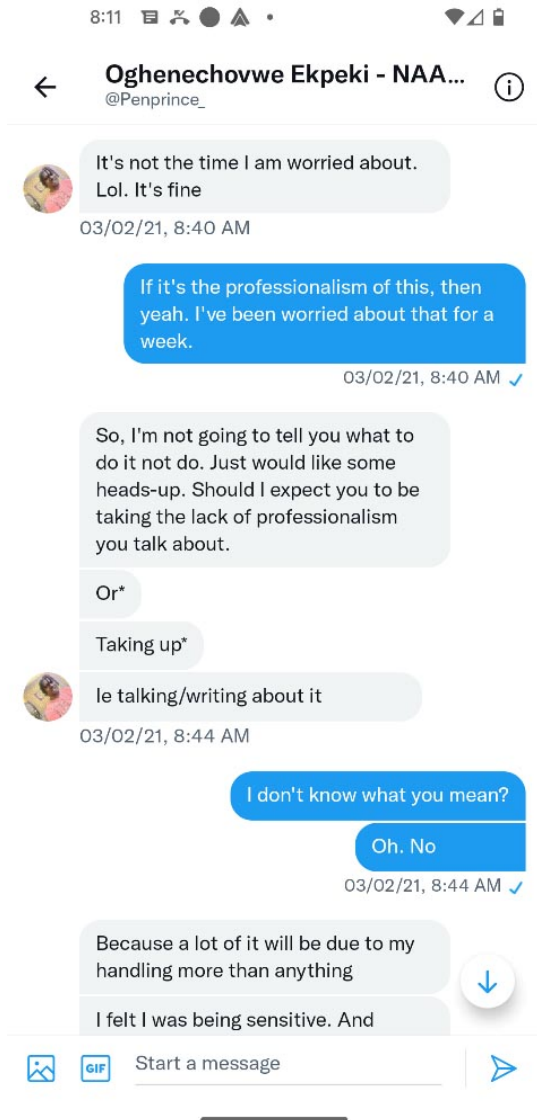 8:11
Oghenechovwe Ekpeki - NAA...
@Penprince_
It's not the time I am worried about.
Lol. It's fine
03/02/21, 8:40 AM
If it's the professionalism of this, then
yeah. I've been worried about that for a
week.
03/02/21, 8:40 AM
So, I'm not going to tell you what to
do it not do. Just would like some
heads-up. Should I expect you to be
taking the lack of professionalism
you talk about.
Or*
Taking up*
Ie talking/writing about it
03/02/21, 8:44 AM
I don't know what you mean?
Oh. No
03/02/21, 8:44 AM
Because a lot of it will be due to my
handling more than anything
I felt I was being sensitive. And
GIF
Start a message